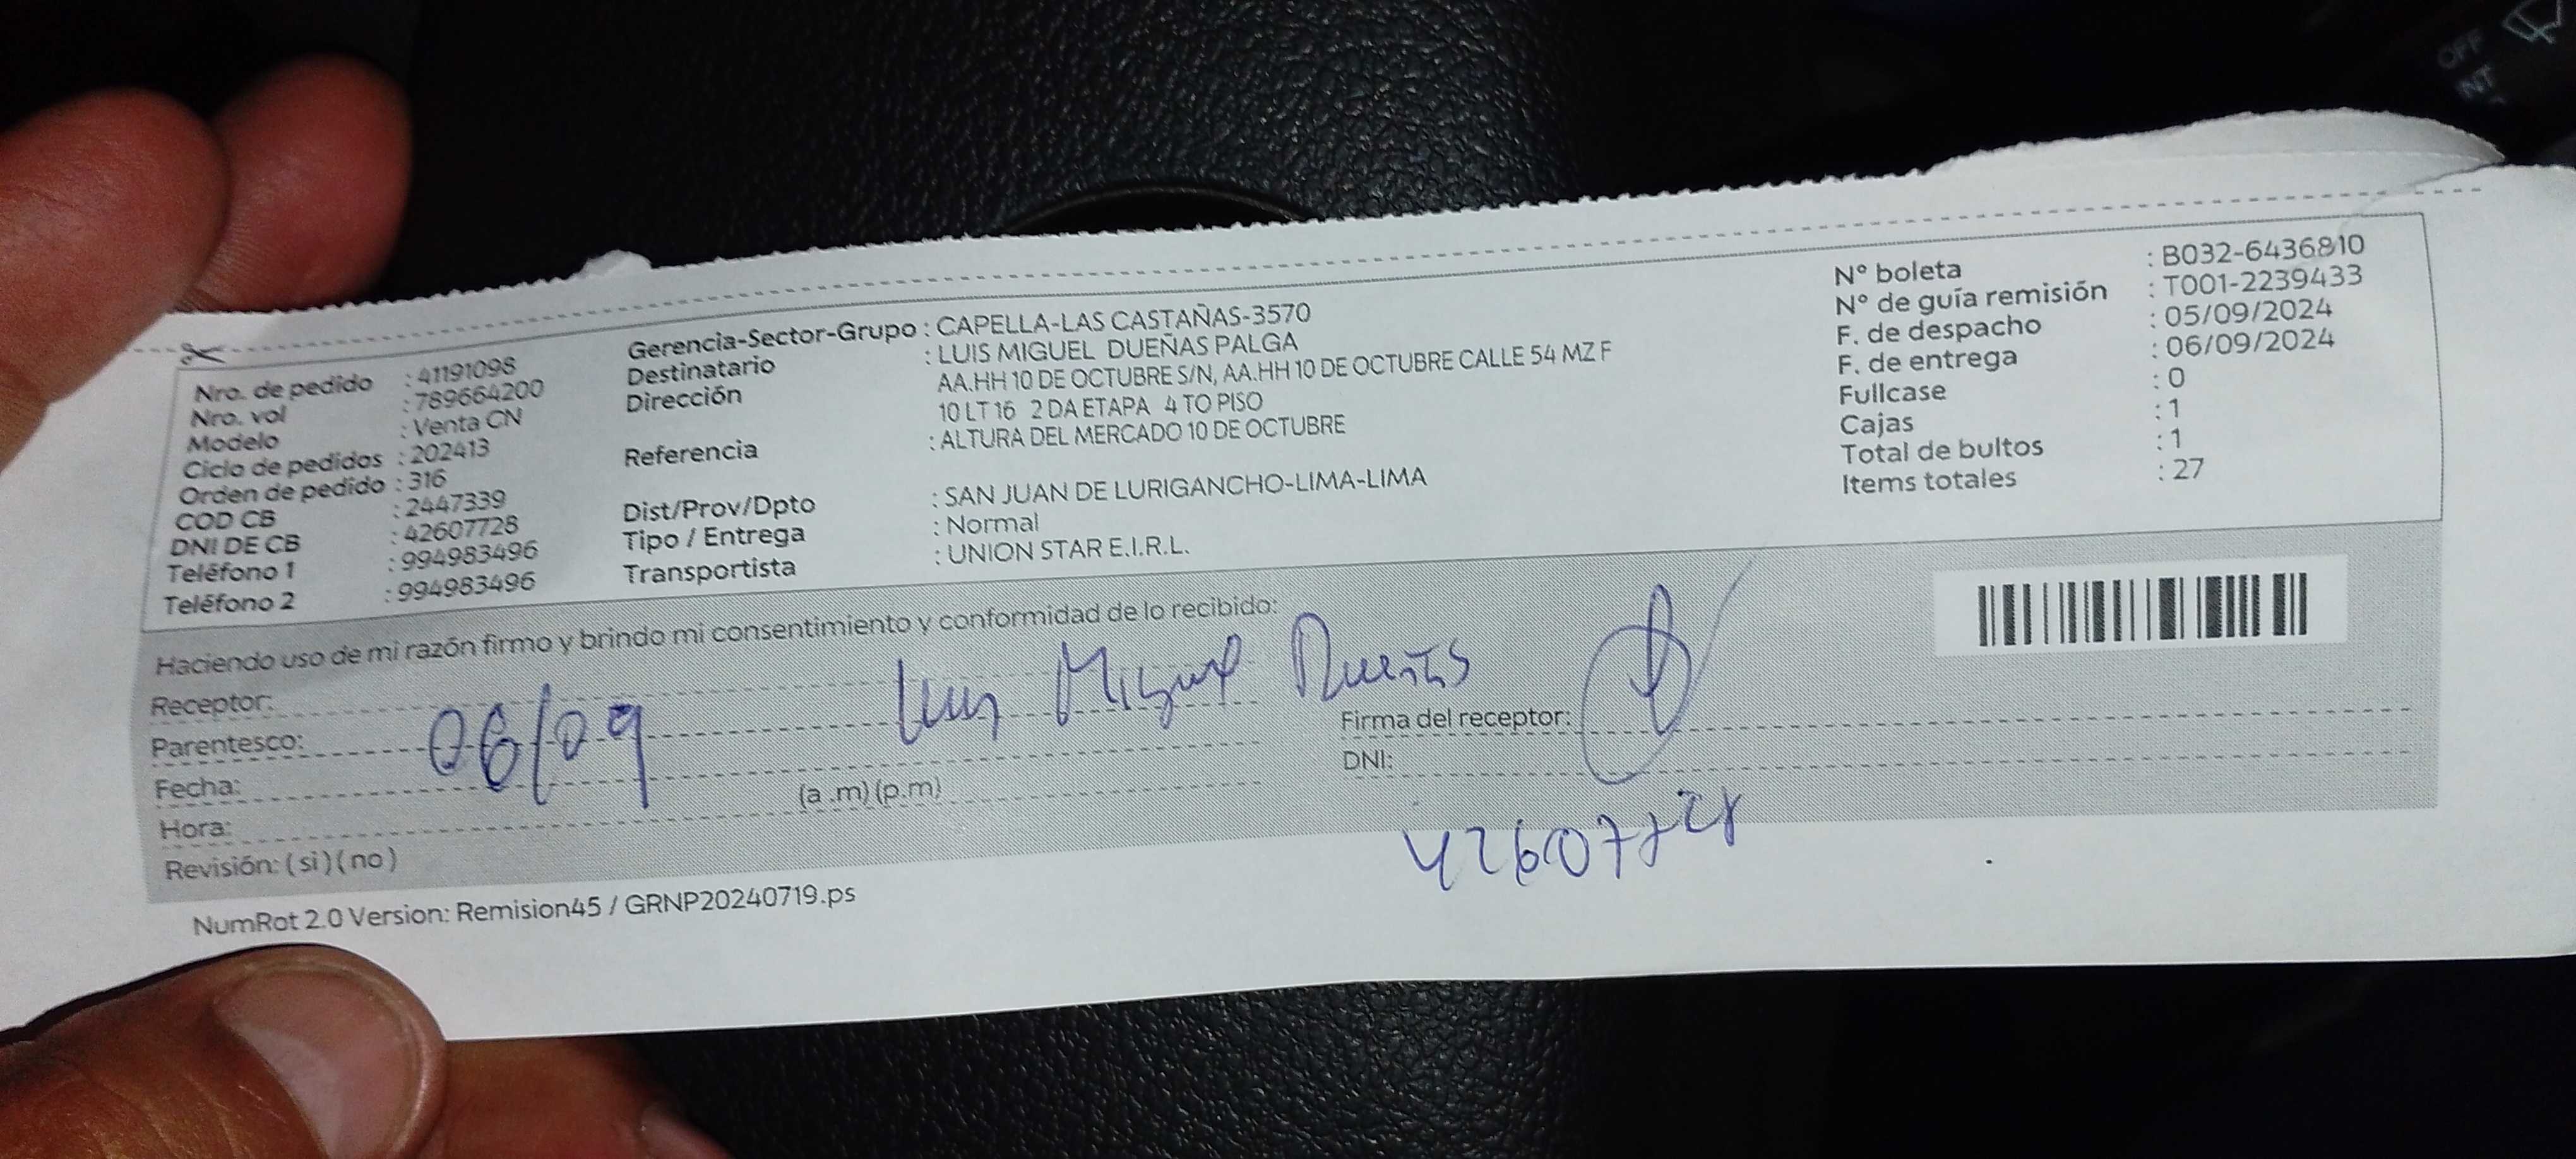 Nro. de pedido : 41191098
Nro. vol : 789664200
Modelo : Venta CN
Ciclo de pedidos : 202413
Orden de pedido : 316
COD CB : 2447339
DNI DE CB : 42607728
Teléfono 1 : 994983496
Teléfono 2 : 994983496
Gerencia-Sector-Grupo : CAPELLA-LAS CASTAÑAS-3570
Destinatario : LUIS MIGUEL DUEÑAS PALGA
Dirección AA.HH 10 DE OCTUBRE S/N, AA.HH 10 DE OCTUBRE CALLE 54 MZ F
10 LT 16 2 DA ETAPA 4 TO PISO
Referencia : ALTURA DEL MERCADO 10 DE OCTUBRE
Dist/Prov/Dpto : SAN JUAN DE LURIGANCHO-LIMA-LIMA
Tipo / Entrega : Normal
Transportista : UNION STAR E.I.R.L.
N° boleta : B032-6436810
N° de guía remisión : T001-2239433
F. de despacho : 05/09/2024
F. de entrega : 06/09/2024
Fullcase : 0
Cajas : 1
Total de bultos : 1
Items totales : 27
Haciendo uso de mi razón firmo y brindo mi consentimiento y conformidad de lo recibido:
Receptor: Luis Miguel Dueñas
Parentesco:
Fecha: 06/09
Hora: (a .m) (p.m)
Revisión: ( si ) ( no )
Firma del receptor:
DNI:
42607728
NumRot 2.0 Version: Remision45 / GRNP20240719.ps
OFF
NT